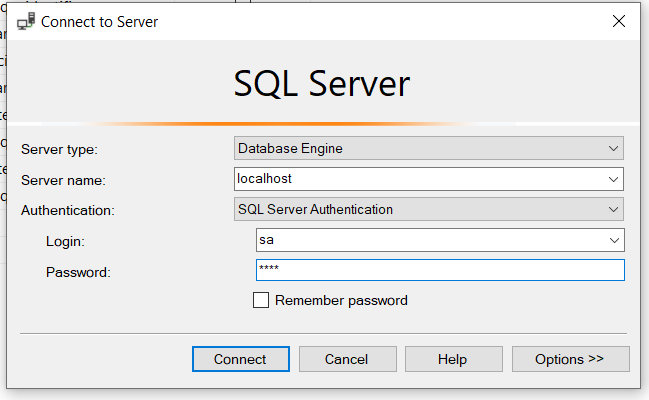 Connect to Server
SQL Server
Server type: Database Engine
Server name: localhost
Authentication: SQL Server Authentication
Login: sa
Password: ****
Remember password
Connect Cancel Help Options >>